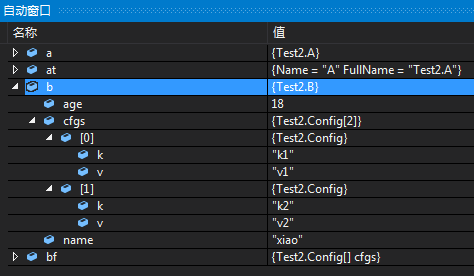 自动窗口
名称 值
a {Test2.A}
at {Name = "A" FullName = "Test2.A"}
b {Test2.B}
age 18
cfgs {Test2.Config[2]}
[0] {Test2.Config}
k "k1"
v "v1"
[1] {Test2.Config}
k "k2"
v "v2"
name "xiao"
bf {Test2.Config[] cfgs}